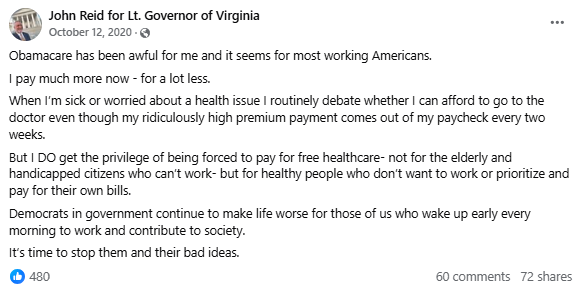 John Reid for Lt. Governor of Virginia
October 12, 2020 ·
Obamacare has been awful for me and it seems for most working Americans.
I pay much more now - for a lot less.
When I'm sick or worried about a health issue I routinely debate whether I can afford to go to the
doctor even though my ridiculously high premium payment comes out of my paycheck every two
weeks.
But I DO get the privilege of being forced to pay for free healthcare- not for the elderly and
handicapped citizens who can't work- but for healthy people who don't want to work or prioritize and
pay for their own bills.
Democrats in government continue to make life worse for those of us who wake up early every
morning to work and contribute to society.
It's time to stop them and their bad ideas.
480 60 comments 72 shares